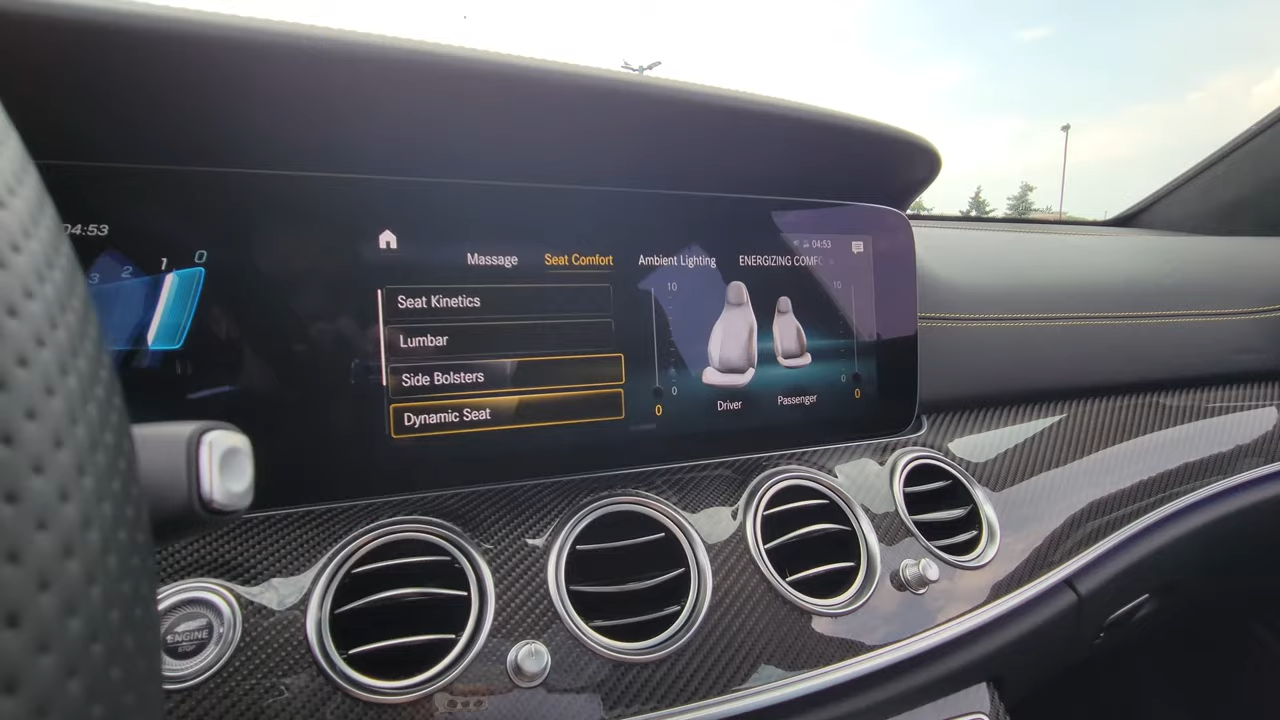 04:53
3 2 1 0
04:53
Massage Seat Comfort Ambient Lighting ENERGIZING COMFO
Seat Kinetics
Lumbar
Side Bolsters
Dynamic Seat
10
0
0
Driver
Passenger
10
0
0
ENGINE
STOP